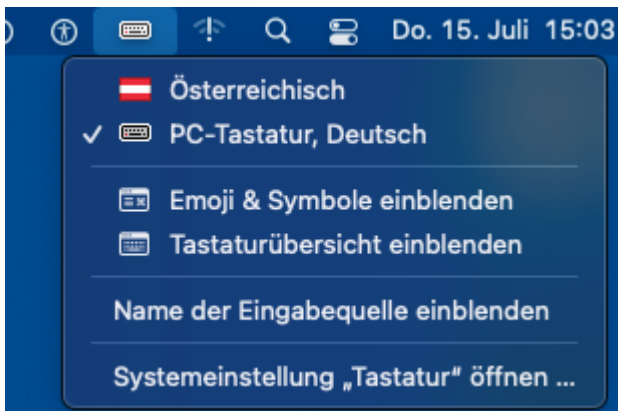 Do. 15. Juli 15:03
Österreichisch
PC-Tastatur, Deutsch
Emoji & Symbole einblenden
Tastaturübersicht einblenden
Name der Eingabequelle einblenden
Systemeinstellung „Tastatur“ öffnen ...